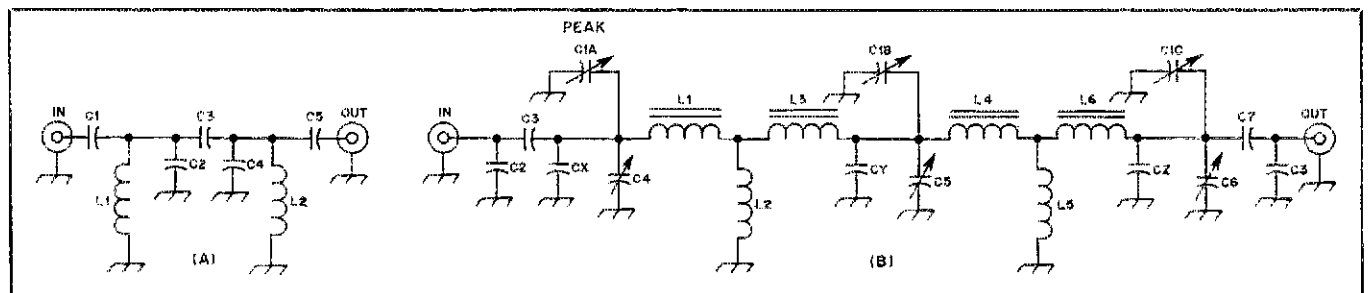 PEAK
C1A
C1B
C1C
IN
C1
C3
C5
OUT
C2
C4
L1
L2
(A)
IN
C3
L1
L3
L4
L6
C7
OUT
C2
CX
C4
CY
C5
CZ
C6
C3
L2
L5
(B)